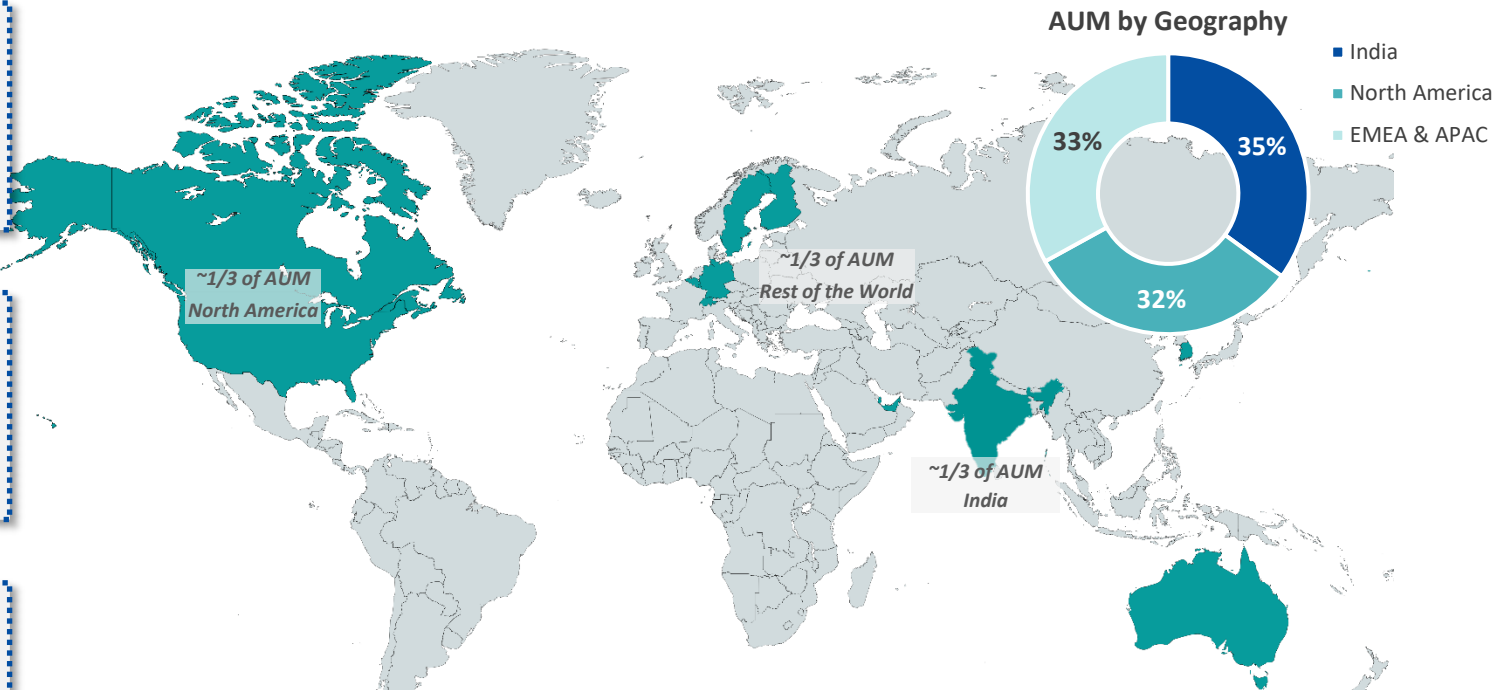 AUM by Geography
India
North America
EMEA & APAC
33%
35%
32%
~1/3 of AUM
North America
~1/3 of AUM
Rest of the World
~1/3 of AUM
India